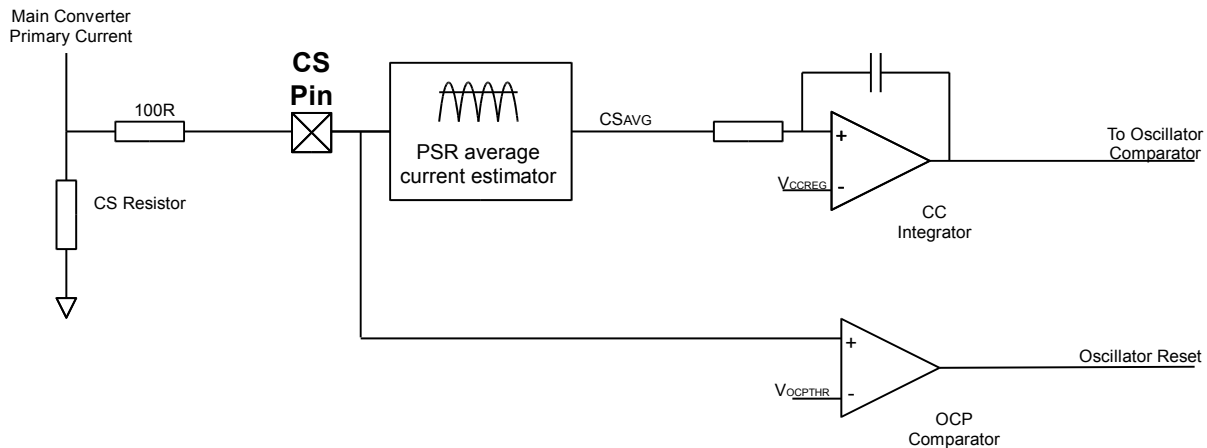 Main Converter
Primary Current
100R
CS
Pin
CS Resistor
PSR average
current estimator
CSAVG
+
VCCREG
-
CC
Integrator
To Oscillator
Comparator
+
VOCPTHR
-
OCP
Comparator
Oscillator Reset